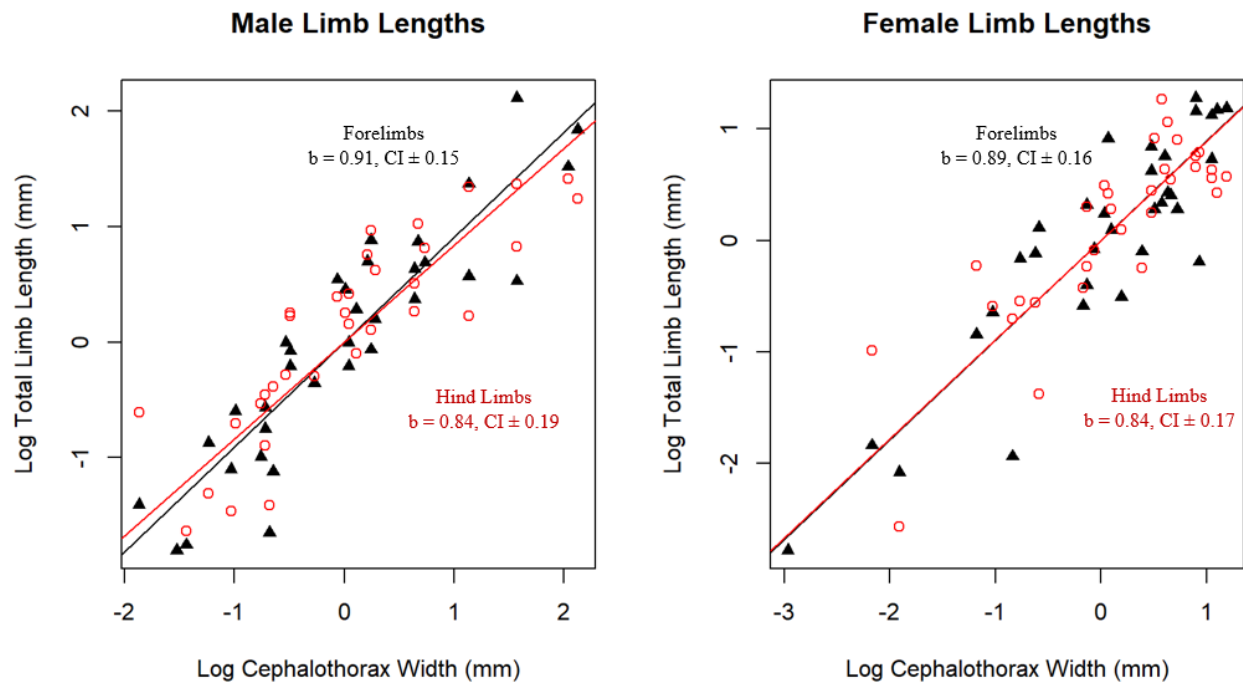 Male Limb Lengths
Log Total Limb Length (mm)
2
1
0
-1
Forelimbs
b = 0.91, CI ± 0.15
Hind Limbs
b = 0.84, CI ± 0.19
-2
-1
0
1
2
Log Cephalothorax Width (mm)
Female Limb Lengths
Log Total Limb Length (mm)
1
0
-1
-2
Forelimbs
b = 0.89, CI ± 0.16
Hind Limbs
b = 0.84, CI ± 0.17
-3
-2
-1
0
1
Log Cephalothorax Width (mm)